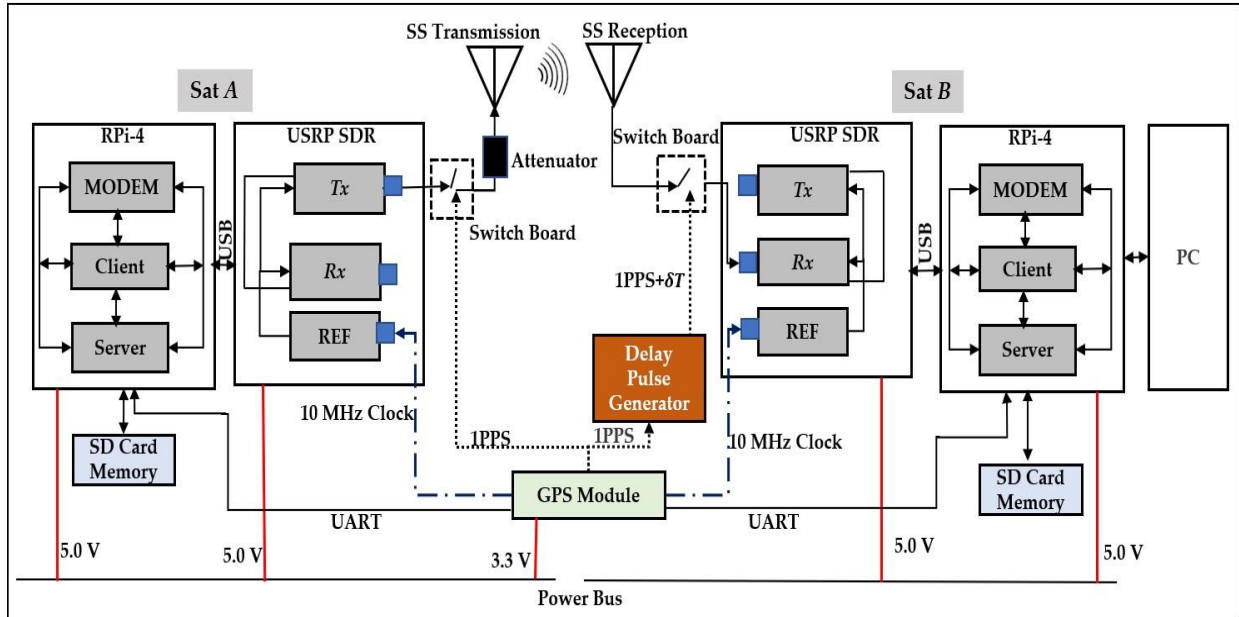 SS Transmission
SS Reception
Sat A
Sat B
RPi-4
USRP SDR
Switch Board
USRP SDR
RPi-4
MODEM
Client
Server
USB
Tx
Rx
REF
Attenuator
Switch Board
Tx
Rx
REF
USB
MODEM
Client
Server
PC
1PPS+δT
Delay
Pulse
Generator
10 MHz Clock
1PPS
1PPS
10 MHz Clock
SD Card
Memory
GPS Module
SD Card
Memory
UART
UART
5.0 V
5.0 V
3.3 V
5.0 V
5.0 V
Power Bus